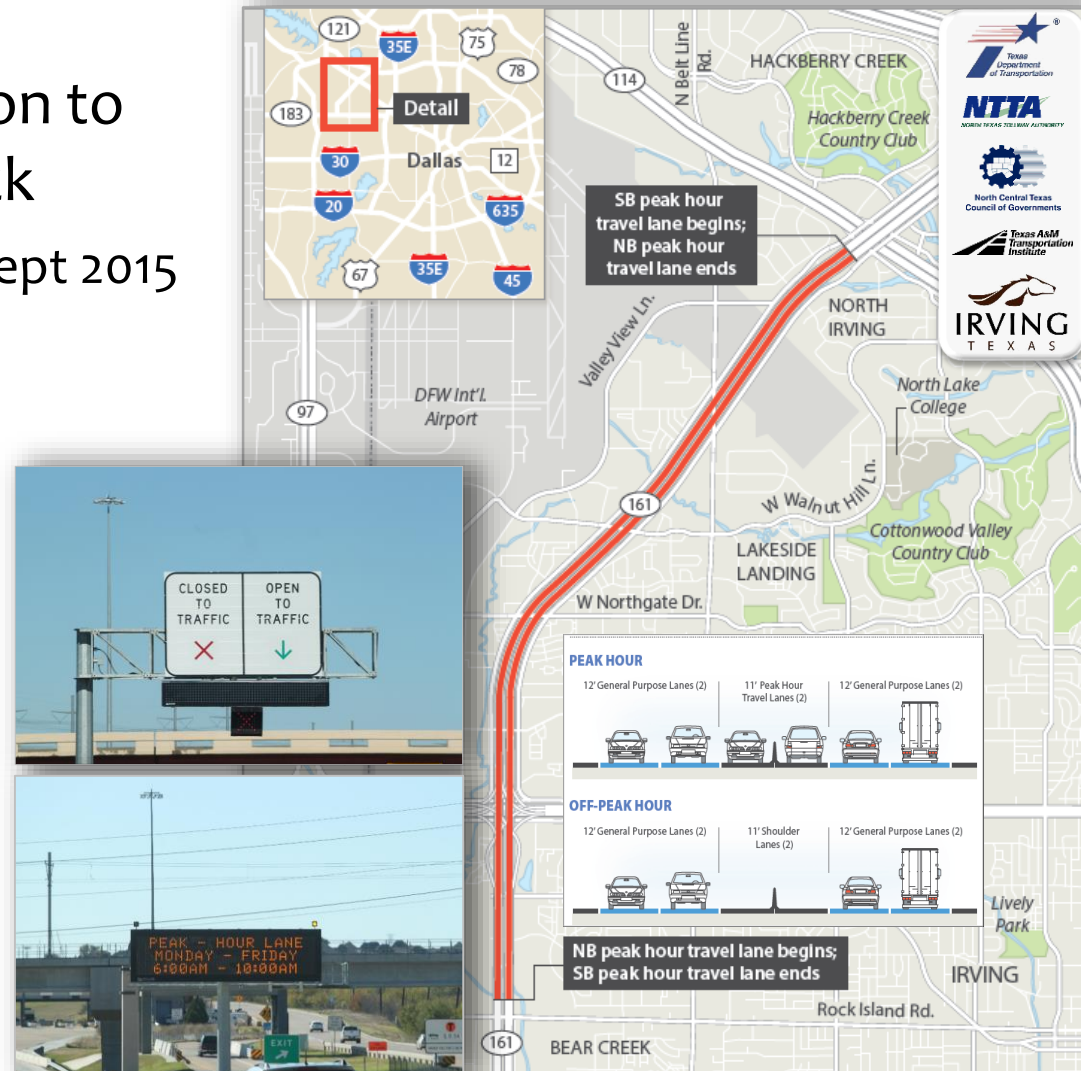 on to
k
ept 2015
121
35E
75
78
183
Detail
30
Dallas
12
20
635
67
35E
45
114
N Belt Line
Rd.
HACKBERRY CREEK
Hackberry Creek
Country Club
Texas
Department
of Transportation
®
NTTA
NORTH TEXAS TOLLWAY AUTHORITY
North Central Texas
Council of Governments
Texas A&M
Transportation
Institute
IRVING
TEXAS
SB peak hour
travel lane begins;
NB peak hour
travel lane ends
NORTH
IRVING
Valley View Ln.
DFW Int'l.
Airport
97
North Lake
College
161
W Walnut Hill Ln.
Cottonwood Valley
Country Club
LAKESIDE
LANDING
W Northgate Dr.
CLOSED
TO
TRAFFIC
OPEN
TO
TRAFFIC
PEAK HOUR
12' General Purpose Lanes (2)
11' Peak Hour
Travel Lanes (2)
12' General Purpose Lanes (2)
OFF-PEAK HOUR
12' General Purpose Lanes (2)
11' Shoulder
Lanes (2)
12' General Purpose Lanes (2)
PEAK - HOUR LANE
MONDAY - FRIDAY
6:00AM - 10:00AM
EXIT
Lively
Park
NB peak hour travel lane begins;
SB peak hour travel lane ends
IRVING
Rock Island Rd.
161
BEAR CREEK